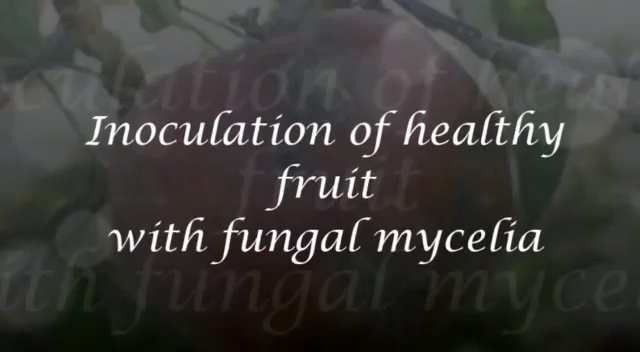 Inoculation of healthy
fruit
with fungal mycelia